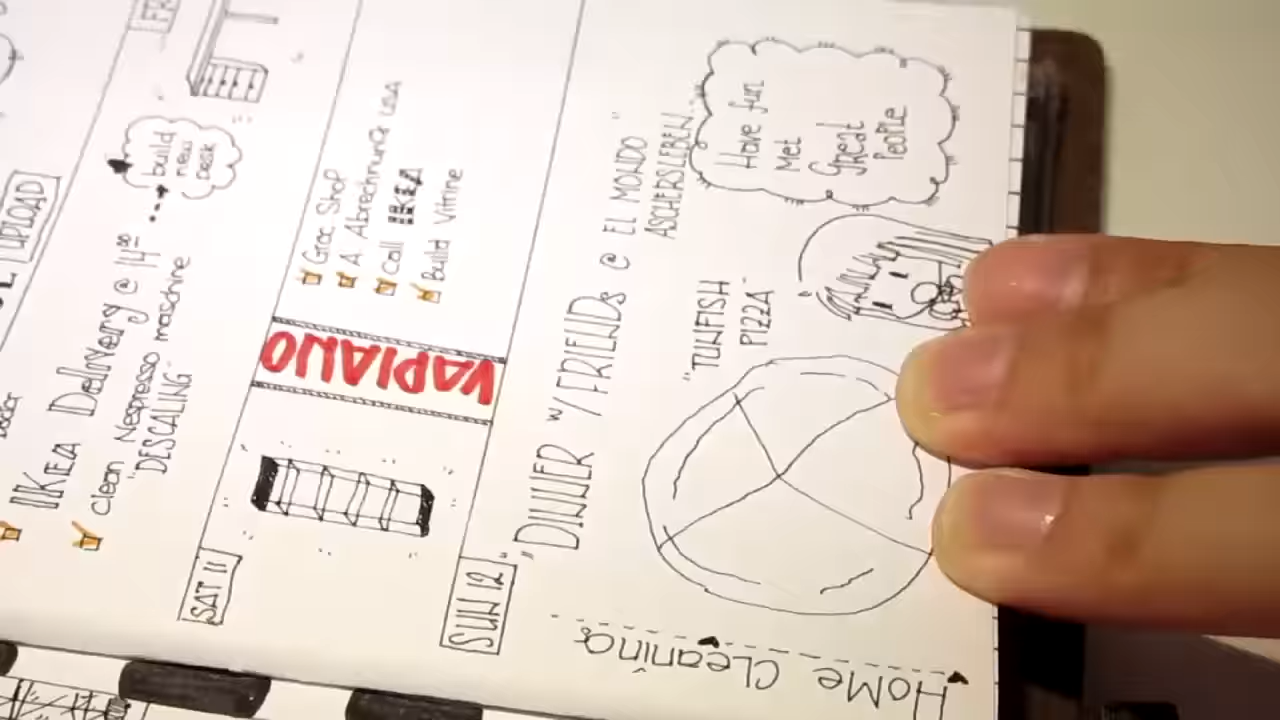 UPLOAD
IKEA Delivery @ 14⁰⁰
build
new
DESK
clean Nespresso maschine
"DESCALING"
SAT 11
VAPIANO
Groc Shop
A Abrechnung USA
Call IKEA
Build Vitrine
SUN 12
"DINNER w/ FRIENDS @ EL MONDO"
ASCHERSLEBEN
"TUNFISH
PIZZA"
Have fun
Met
Great
People
HoMe CLeaning